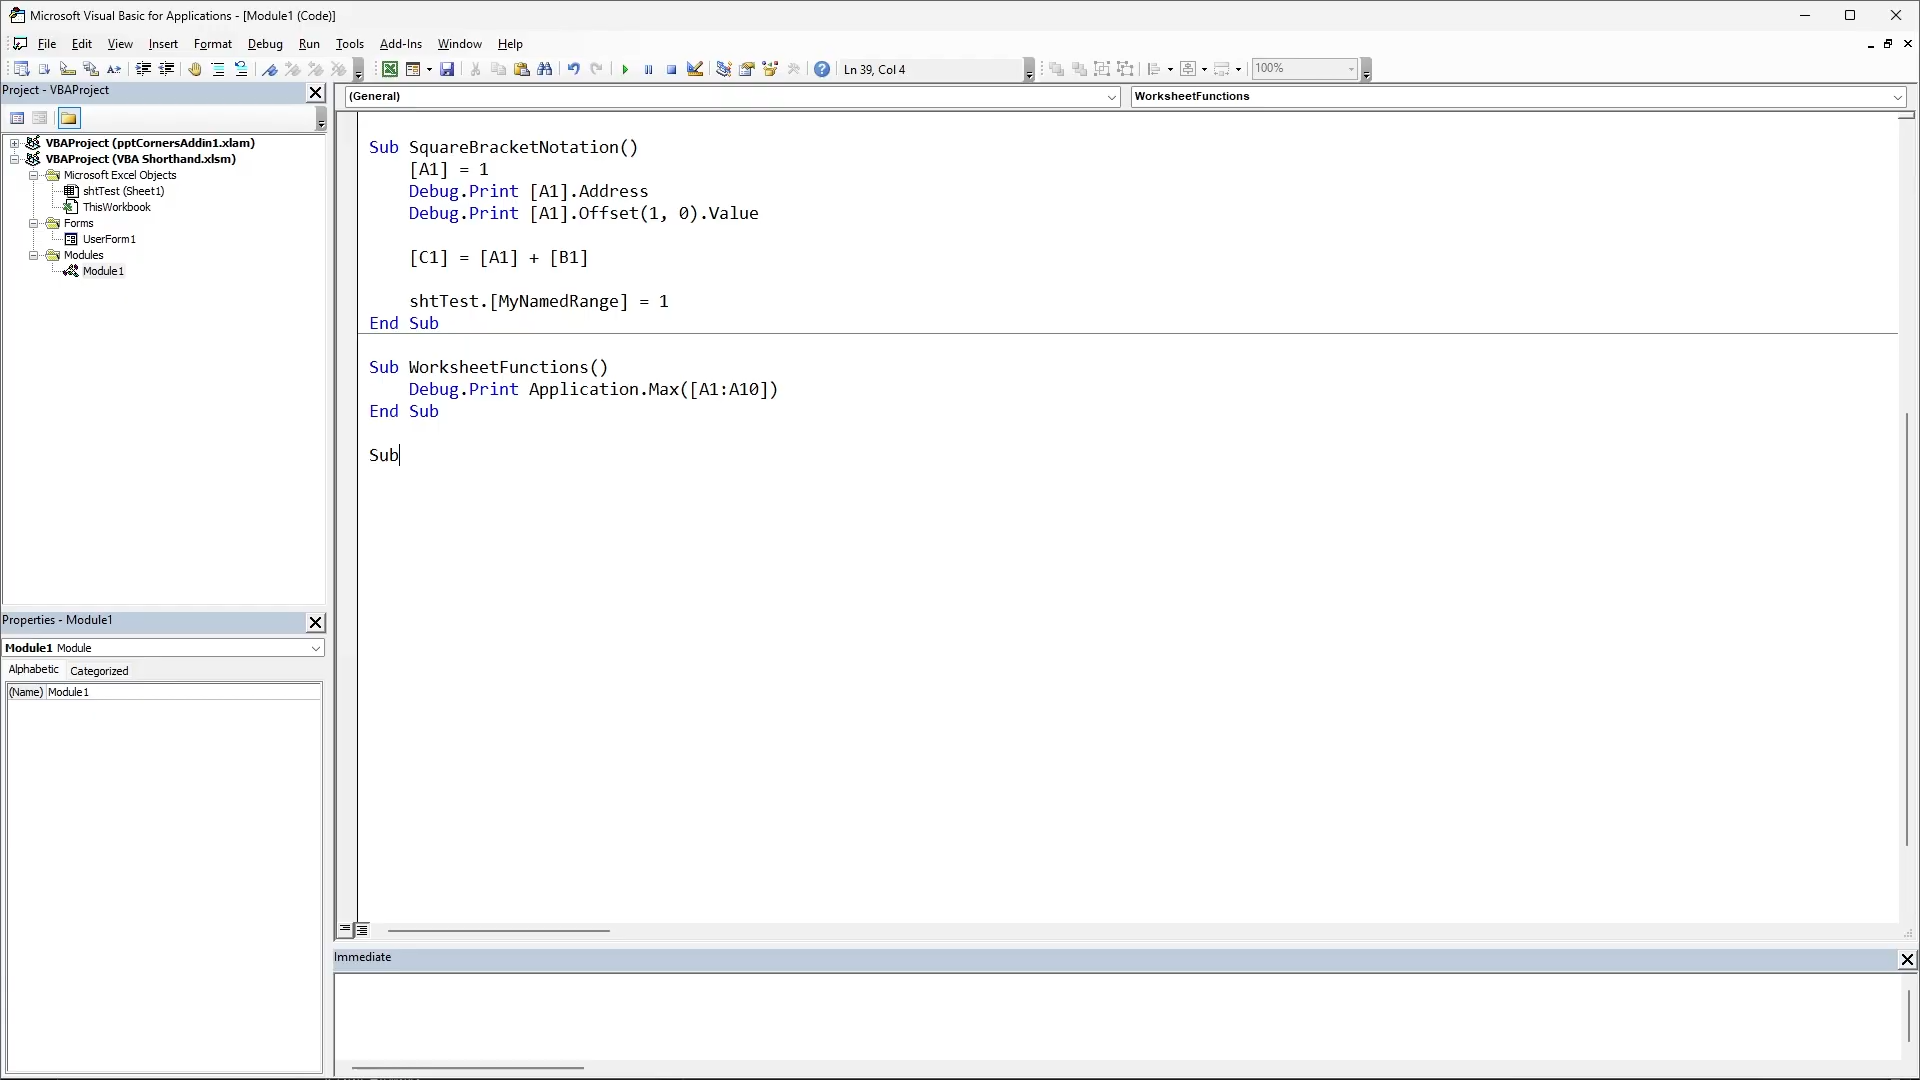 Microsoft Visual Basic for Applications - [Module1 (Code)]
File Edit View Insert Format Debug Run Tools Add-Ins Window Help
Ln 39, Col 4
100%
Project - VBAProject
(General)
WorksheetFunctions
VBAProject (pptCornersAddin1.xlam)
VBAProject (VBA Shorthand.xlsm)
Microsoft Excel Objects
shtTest (Sheet1)
ThisWorkbook
Forms
UserForm1
Modules
Module1
Sub SquareBracketNotation()
[A1] = 1
Debug.Print [A1].Address
Debug.Print [A1].Offset(1, 0).Value
[C1] = [A1] + [B1]
shtTest.[MyNamedRange] = 1
End Sub
Sub WorksheetFunctions()
Debug.Print Application.Max([A1:A10])
End Sub
Sub
Properties - Module1
Module1 Module
Alphabetic Categorized
(Name) Module1
Immediate